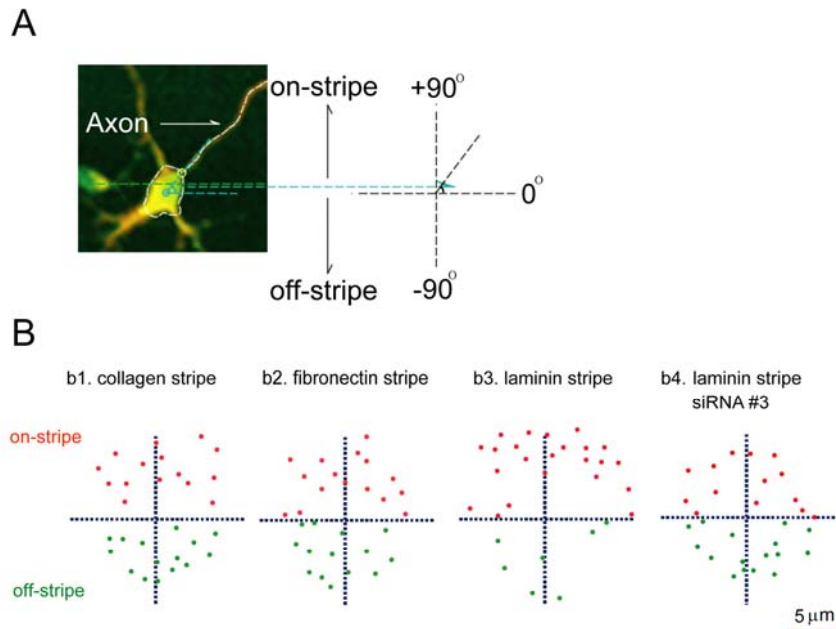 A
Axon
on-stripe
+90°
0°
off-stripe
-90°
B
b1. collagen stripe
b2. fibronectin stripe
b3. laminin stripe
b4. laminin stripe
siRNA #3
on-stripe
off-stripe
5 μm